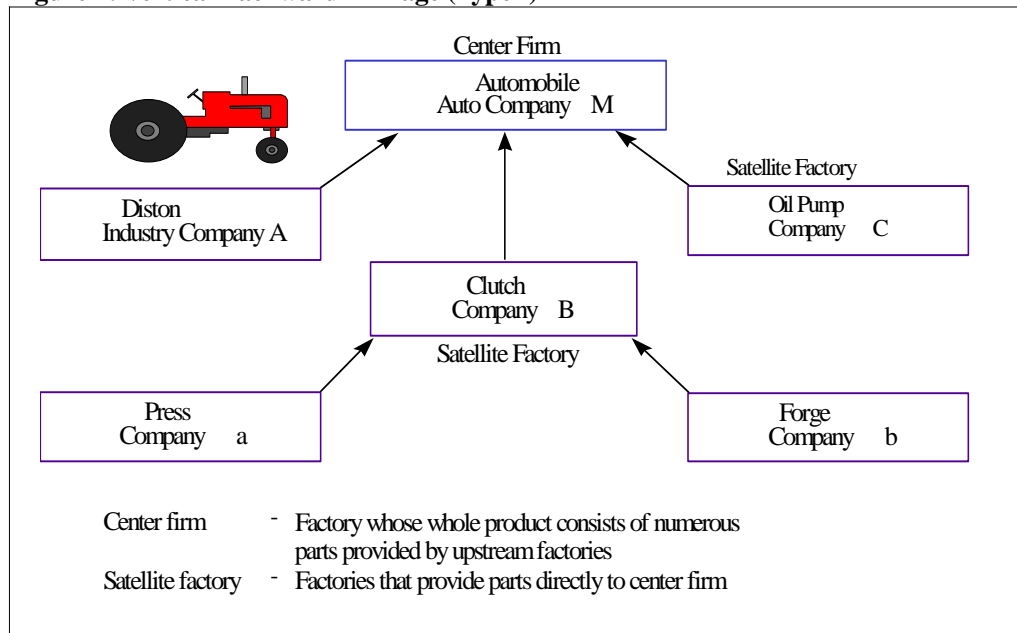 Center Firm
Automobile
Auto Company M
Satellite Factory
Diston
Industry Company A
Oil Pump
Company C
Clutch
Company B
Satellite Factory
Press
Company a
Forge
Company b
Center firm - Factory whose whole product consists of numerous
parts provided by upstream factories
Satellite factory - Factories that provide parts directly to center firm